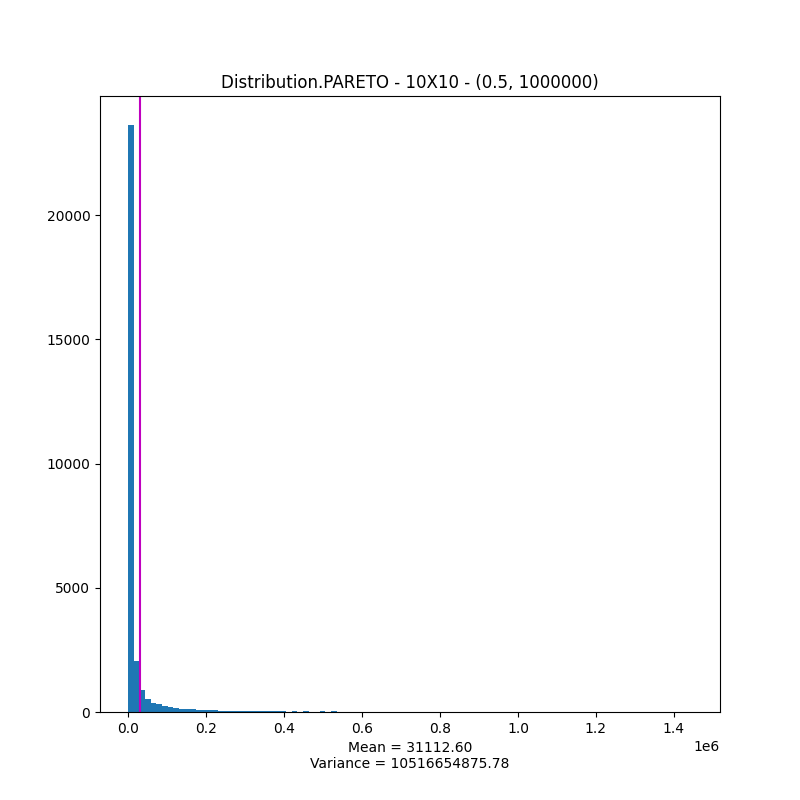 Distribution.PARETO - 10X10 - (0.5, 1000000)
20000
15000
10000
5000
0
0.0 0.2 0.4 0.6 0.8 1.0 1.2 1.4
1e6
Mean = 31112.60
Variance = 10516654875.78